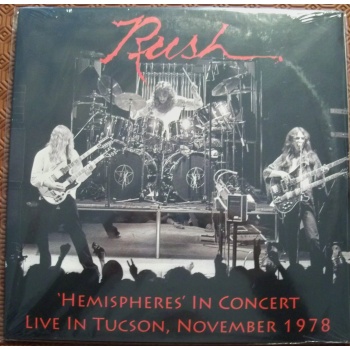 Rush
'HEMISPHERES' IN CONCERT
LIVE IN TUCSON, NOVEMBER 1978